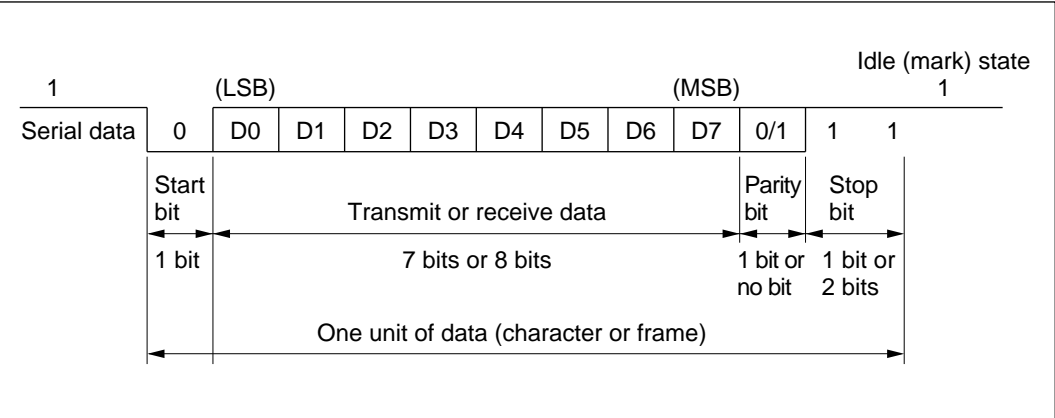 Idle (mark) state
1 (LSB) (MSB) 1
Serial data 0 D0 D1 D2 D3 D4 D5 D6 D7 0/1 1 1
Start Parity Stop
bit Transmit or receive data bit bit
1 bit 7 bits or 8 bits 1 bit or 1 bit or
no bit 2 bits
One unit of data (character or frame)